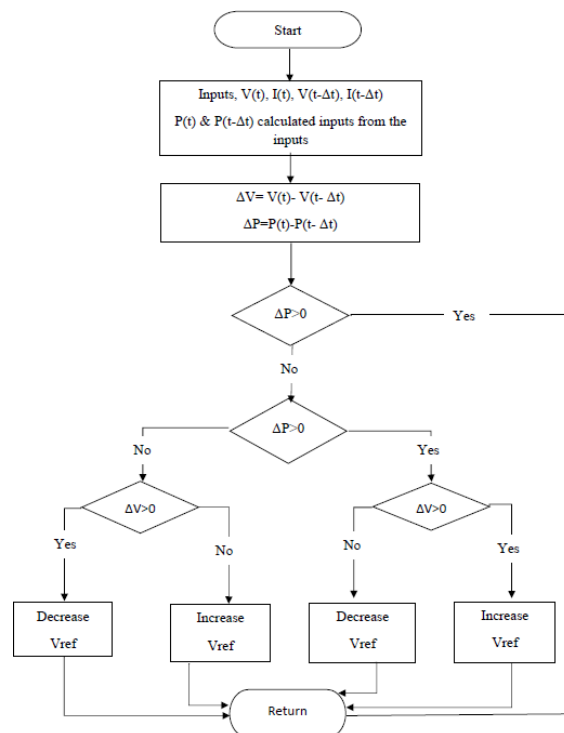 Start
Inputs, V(t), I(t), V(t-Δt), I(t-Δt)
P(t) & P(t-Δt) calculated inputs from the
inputs
ΔV= V(t)- V(t- Δt)
ΔP=P(t)-P(t- Δt)
ΔP>0
Yes
No
ΔP>0
No
Yes
ΔV>0
ΔV>0
Yes
No
No
Yes
Decrease
Vref
Increase
Vref
Decrease
Vref
Increase
Vref
Return